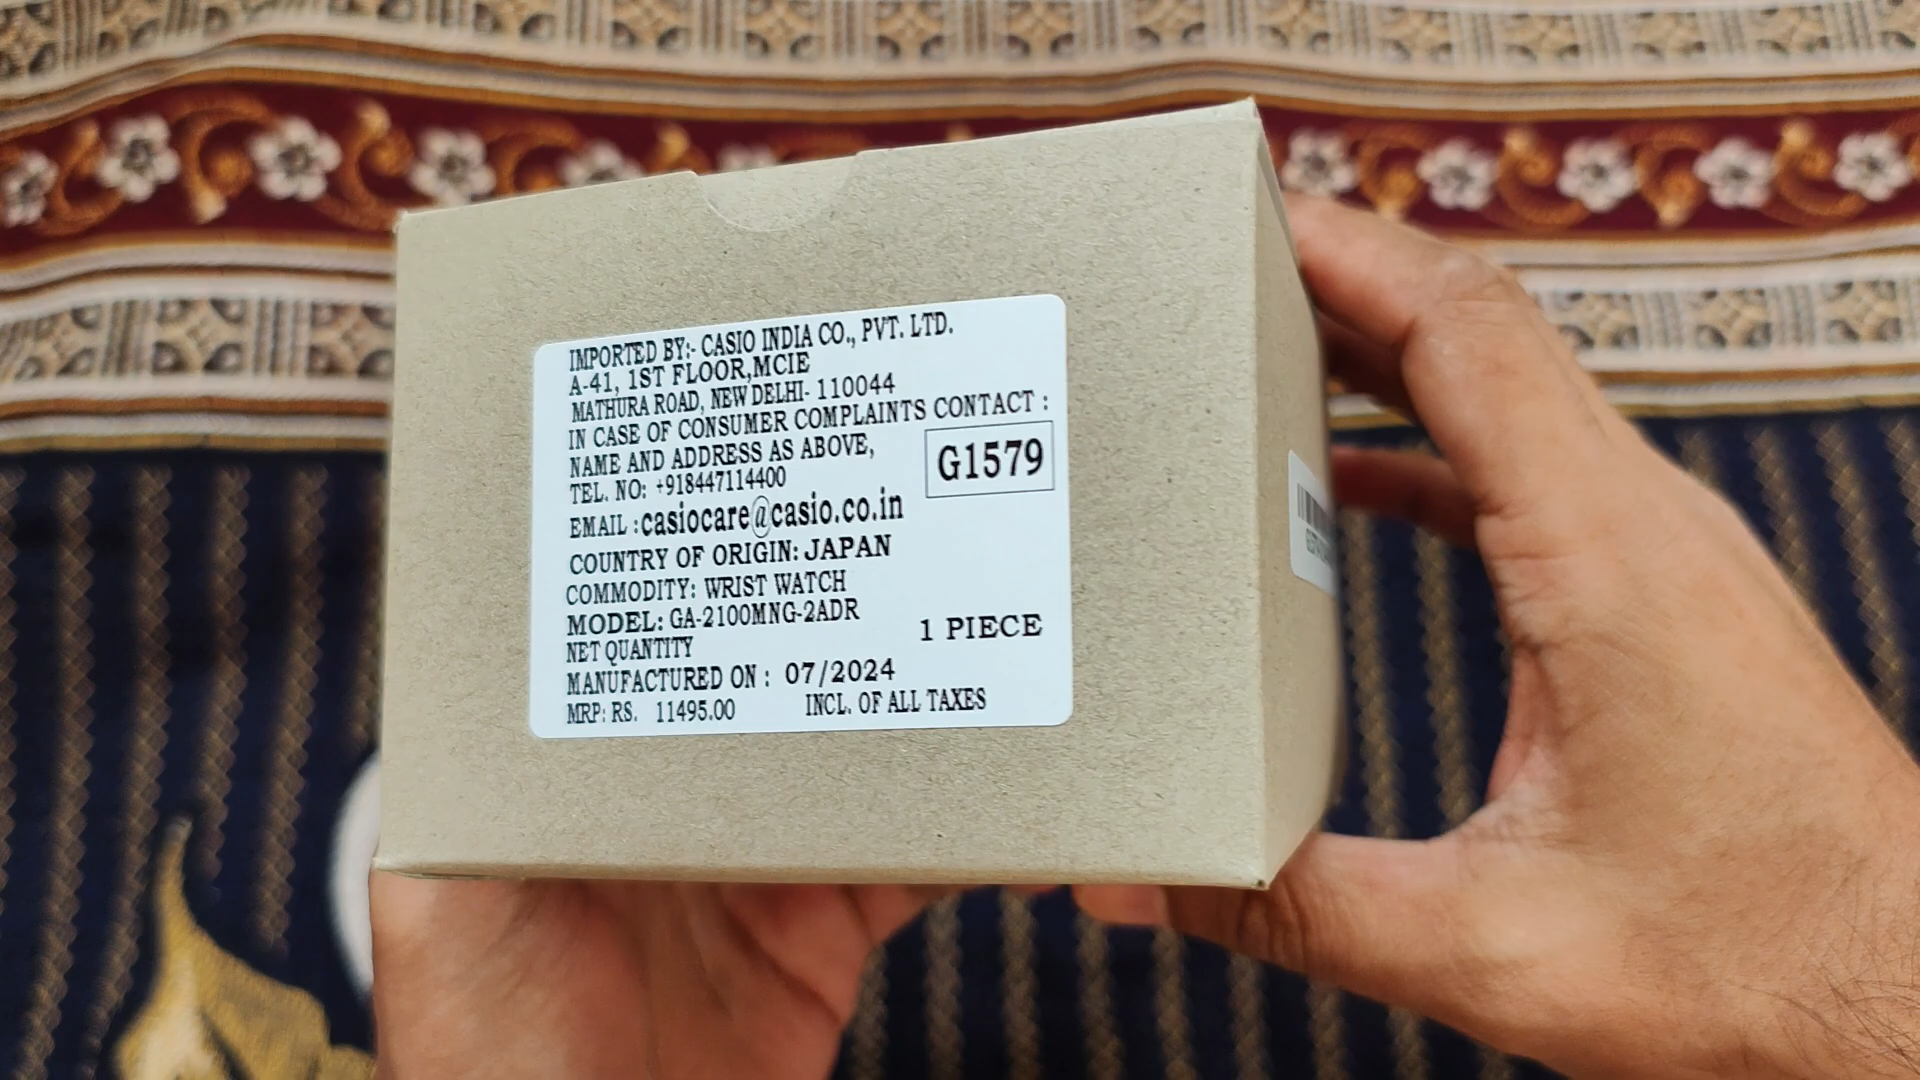 IMPORTED BY:- CASIO INDIA CO., PVT. LTD.
A-41, 1ST FLOOR,MCIE
MATHURA ROAD, NEW DELHI- 110044
IN CASE OF CONSUMER COMPLAINTS CONTACT :
NAME AND ADDRESS AS ABOVE,
G1579
TEL. NO: +918447114400
EMAIL :casiocare@casio.co.in
COUNTRY OF ORIGIN: JAPAN
COMMODITY: WRIST WATCH
MODEL: GA-2100MNG-2ADR
NET QUANTITY 1 PIECE
MANUFACTURED ON : 07/2024
MRP: RS. 11495.00 INCL. OF ALL TAXES